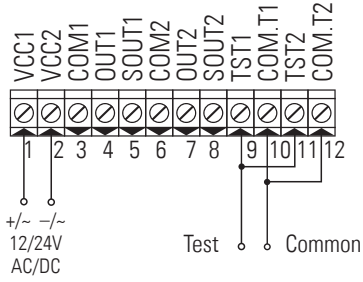 VCC1
VCC2
COM1
OUT1
SOUT1
COM2
OUT2
SOUT2
TST1
COM.T1
TST2
COM.T2
1 2 3 4 5 6 7 8 9 10 11 12
+/~ –/~
12/24V
AC/DC
Test Common